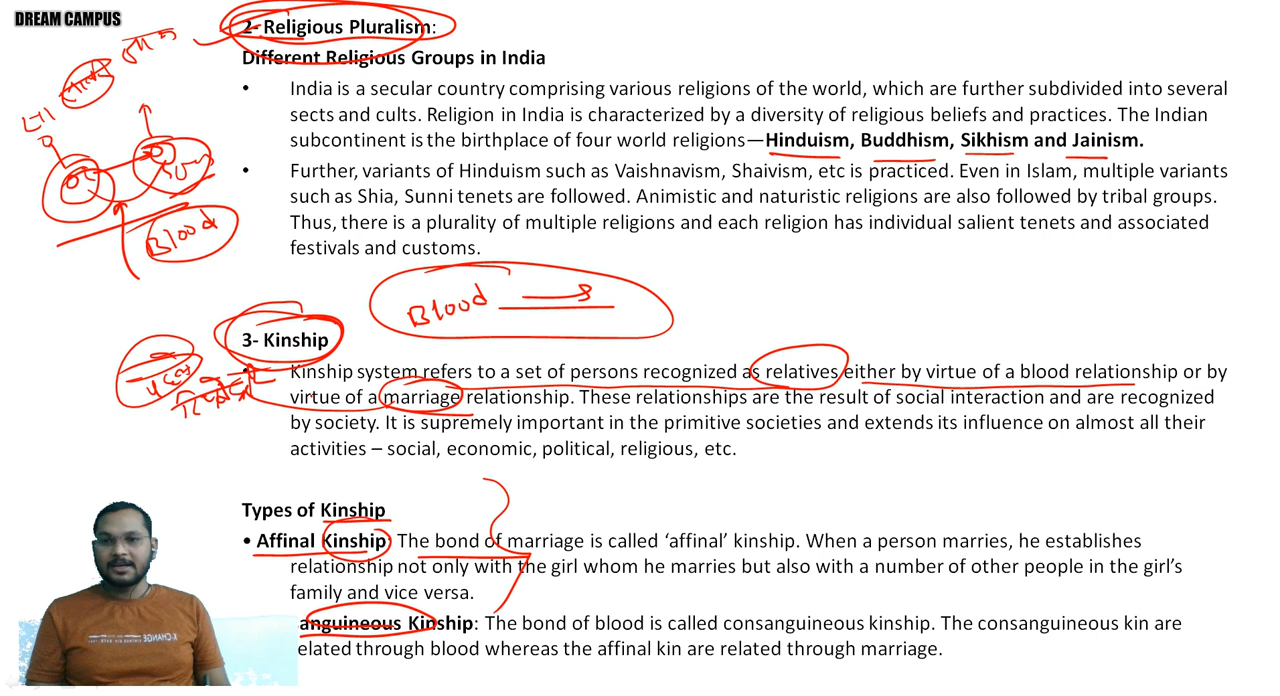 DREAM CAMPUS
2- Religious Pluralism:
Different Religious Groups in India
• India is a secular country comprising various religions of the world, which are further subdivided into several
sects and cults. Religion in India is characterized by a diversity of religious beliefs and practices. The Indian
subcontinent is the birthplace of four world religions—Hinduism, Buddhism, Sikhism and Jainism.
• Further, variants of Hinduism such as Vaishnavism, Shaivism, etc is practiced. Even in Islam, multiple variants
such as Shia, Sunni tenets are followed. Animistic and naturistic religions are also followed by tribal groups.
Thus, there is a plurality of multiple religions and each religion has individual salient tenets and associated
festivals and customs.
Blood
Blood
3- Kinship
• Kinship system refers to a set of persons recognized as relatives either by virtue of a blood relationship or by
virtue of a marriage relationship. These relationships are the result of social interaction and are recognized
by society. It is supremely important in the primitive societies and extends its influence on almost all their
activities – social, economic, political, religious, etc.
Types of Kinship
• Affinal Kinship: The bond of marriage is called ‘affinal’ kinship. When a person marries, he establishes
relationship not only with the girl whom he marries but also with a number of other people in the girl’s
family and vice versa.
anguineous Kinship: The bond of blood is called consanguineous kinship. The consanguineous kin are
elated through blood whereas the affinal kin are related through marriage.